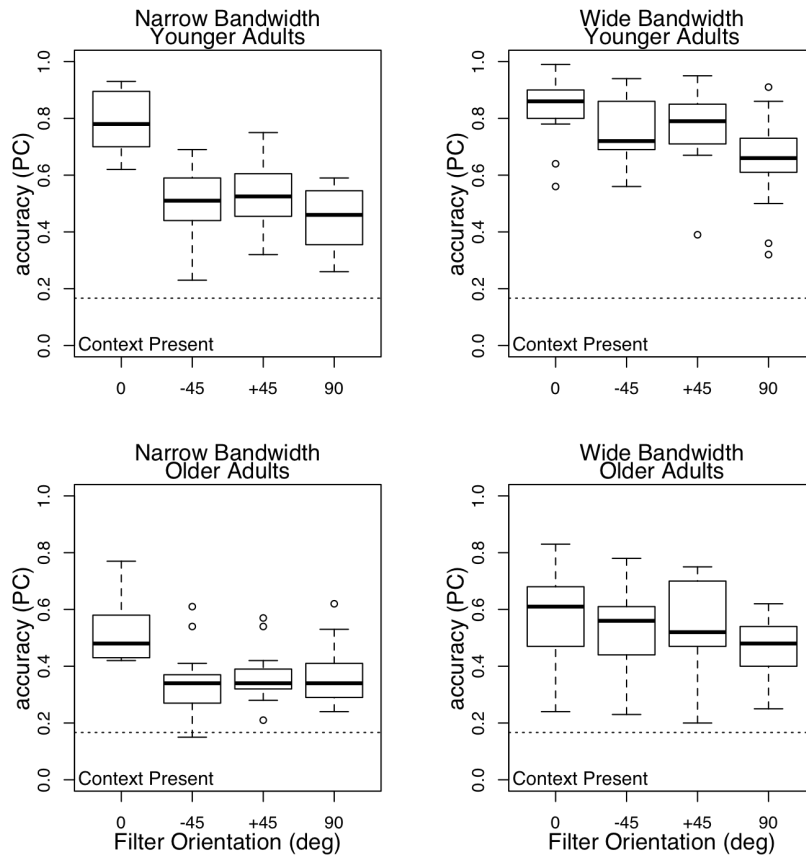 Narrow Bandwidth
Younger Adults
accuracy (PC)
1.0
0.8
0.6
0.4
0.2
0.0
Context Present
0 -45 +45 90
Wide Bandwidth
Younger Adults
accuracy (PC)
1.0
0.8
0.6
0.4
0.2
0.0
Context Present
0 -45 +45 90
Narrow Bandwidth
Older Adults
accuracy (PC)
1.0
0.8
0.6
0.4
0.2
0.0
Context Present
0 -45 +45 90
Filter Orientation (deg)
Wide Bandwidth
Older Adults
accuracy (PC)
1.0
0.8
0.6
0.4
0.2
0.0
Context Present
0 -45 +45 90
Filter Orientation (deg)